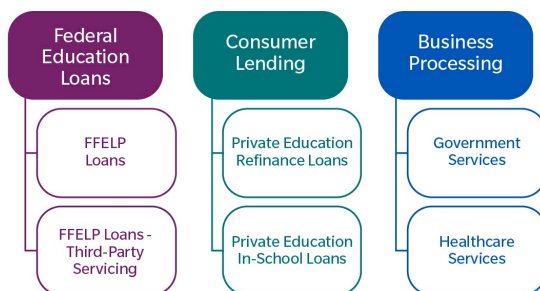 Federal
Education
Loans
FFELP
Loans
FFELP Loans -
Third-Party
Servicing
Consumer
Lending
Private Education
Refinance Loans
Private Education
In-School Loans
Business
Processing
Government
Services
Healthcare
Services